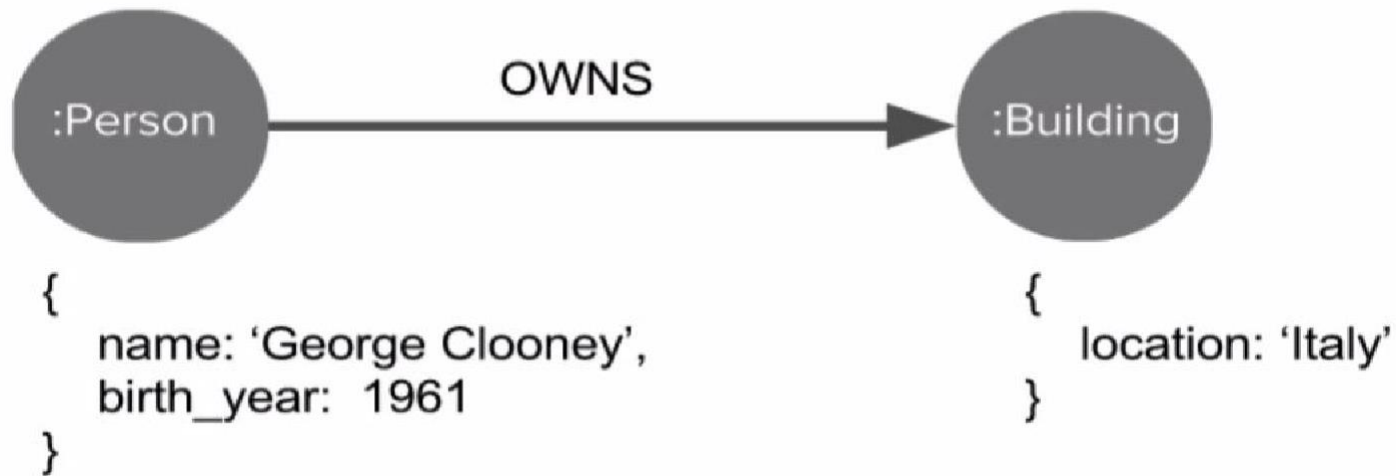 OWNS
:Person
:Building
{
name: ‘George Clooney’,
birth_year: 1961
}
{
location: ‘Italy’
}